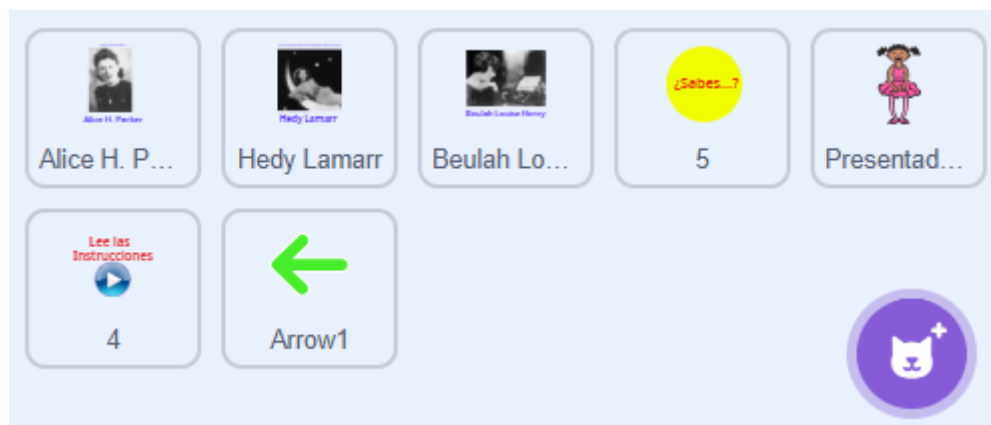 Alice H. Parker
Hedy Lamarr
Beulah Louise Henry
¿Sabes...?
Alice H. P...
Hedy Lamarr
Beulah Lo...
5
Presentad...
Lee las
Instrucciones
4
Arrow1